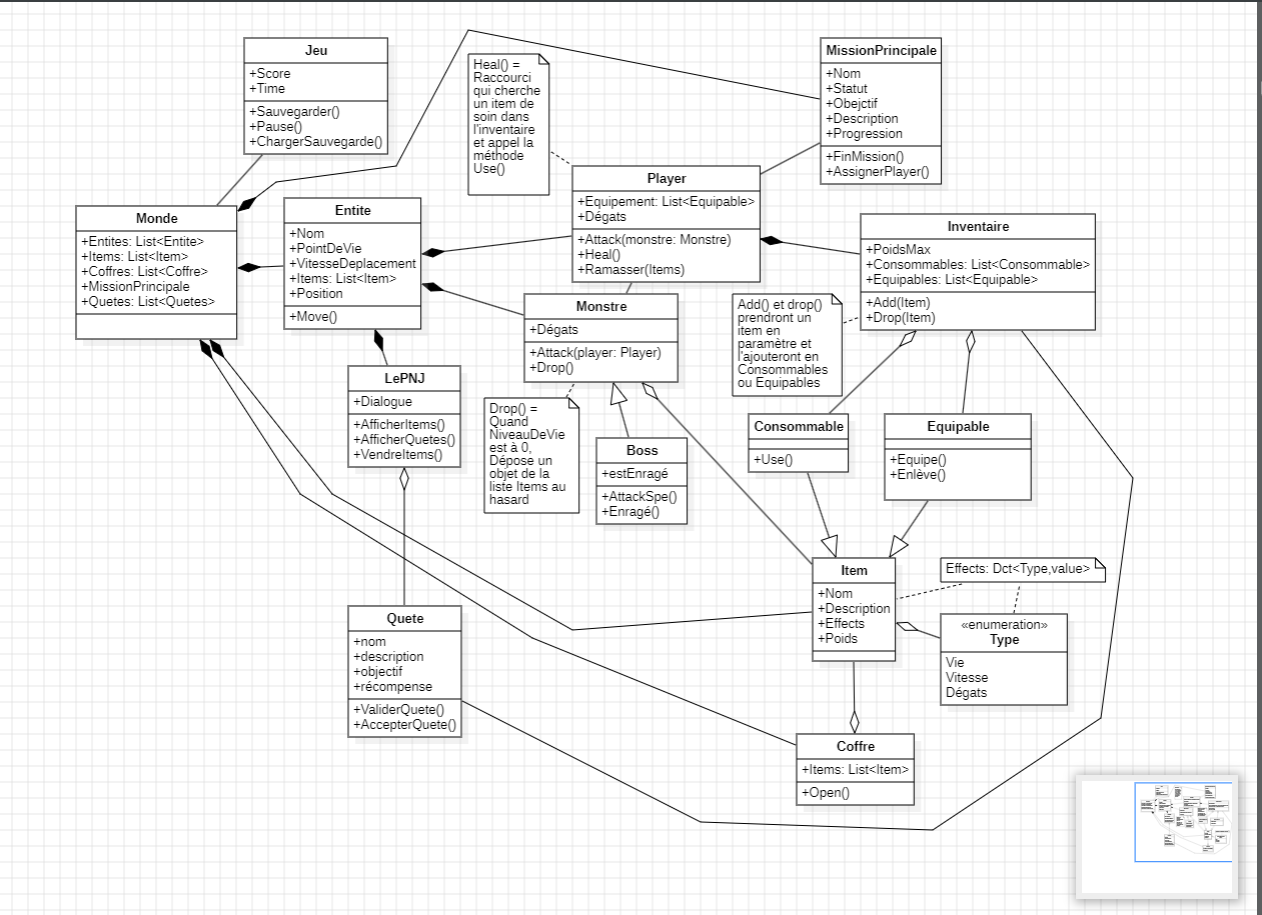 Jeu
+Score
+Time
+Sauvegarder()
+Pause()
+ChargerSauvegarde()
Heal() =
Raccourci
qui cherche
un item de
soin dans
l'inventaire
et appel la
méthode
Use()
MissionPrincipale
+Nom
+Statut
+Obejctif
+Description
+Progression
+FinMission()
+AssignerPlayer()
Monde
+Entites: List<Entite>
+Items: List<Item>
+Coffres: List<Coffre>
+MissionPrincipale
+Quetes: List<Quetes>
Entite
+Nom
+PointDeVie
+VitesseDeplacement
+Items: List<Item>
+Position
+Move()
Player
+Equipement: List<Equipable>
+Dégats
+Attack(monstre: Monstre)
+Heal()
+Ramasser(Items)
Inventaire
+PoidsMax
+Consommables: List<Consommable>
+Equipables: List<Equipable>
+Add(Item)
+Drop(Item)
Monstre
+Dégats
+Attack(player: Player)
+Drop()
Add() et drop()
prendront un
item en
paramètre et
l'ajouteront en
Consommables
ou Equipables
LePNJ
+Dialogue
+AfficherItems()
+AfficherQuetes()
+VendreItems()
Drop() =
Quand
NiveauDeVie
est à 0,
Dépose un
objet de la
liste Items au
hasard
Boss
+estEnragé
+AttackSpe()
+Enragé()
Consommable
+Use()
Equipable
+Equipe()
+Enlève()
Item
+Nom
+Description
+Effects
+Poids
Effects: Dct<Type,value>
«enumeration»
Type
Vie
Vitesse
Dégats
Quete
+nom
+description
+objectif
+récompense
+ValiderQuete()
+AccepterQuete()
Coffre
+Items: List<Item>
+Open()